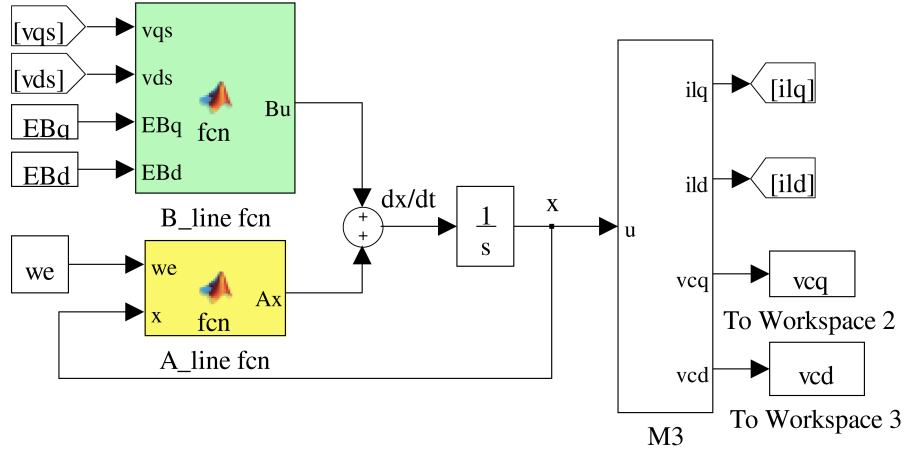 [vqs]
[vds]
EBq
EBd
vqs
vds
EBq
EBd
fcn
Bu
B_line fcn
we
we
x
fcn
Ax
A_line fcn
+
+
dx/dt
1
s
x
u
ilq
ild
vcq
vcd
M3
[ilq]
[ild]
vcq
To Workspace 2
vcd
To Workspace 3